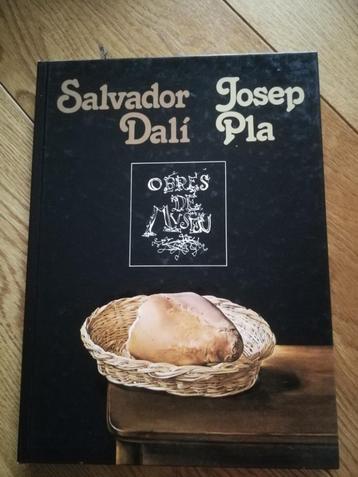 Salvador Josep
Dalí Pla
OBRES
DE
MUSEU